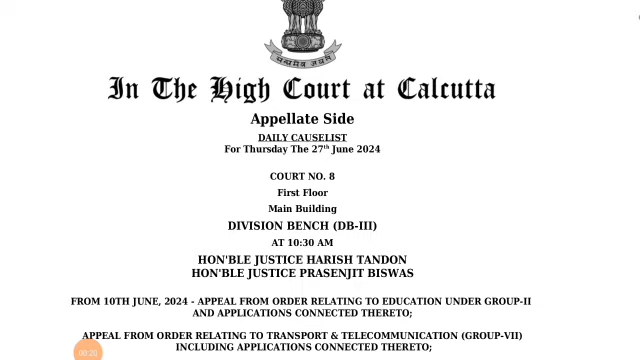 सत्यमेव जयते
In The High Court at Calcutta
Appellate Side
DAILY CAUSELIST
For Thursday The 27th June 2024
COURT NO. 8
First Floor
Main Building
DIVISION BENCH (DB-III)
AT 10:30 AM
HON'BLE JUSTICE HARISH TANDON
HON'BLE JUSTICE PRASENJIT BISWAS
FROM 10TH JUNE, 2024 - APPEAL FROM ORDER RELATING TO EDUCATION UNDER GROUP-II
AND APPLICATIONS CONNECTED THERETO;
APPEAL FROM ORDER RELATING TO TRANSPORT & TELECOMMUNICATION (GROUP-VII)
INCLUDING APPLICATIONS CONNECTED THERETO;
00:20